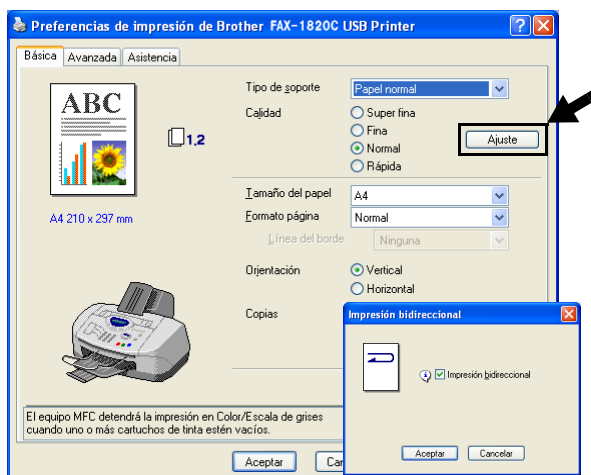 Preferencias de impresión de Brother FAX-1820C USB Printer
Básica Avanzada Asistencia
ABC
1.2
A4 210 x 297 mm
Tipo de soporte Papel normal
Calidad Super fina
Fina
Normal
Rápida
Ajuste
Tamaño del papel A4
Formato página Normal
Línea del borde Ninguna
Orientación Vertical
Horizontal
Copias
Impresión bidireccional
Impresión bidireccional
Aceptar Cancelar
El equipo MFC detendrá la impresión en Color/Escala de grises
cuando uno o más cartuchos de tinta estén vacíos.
Aceptar